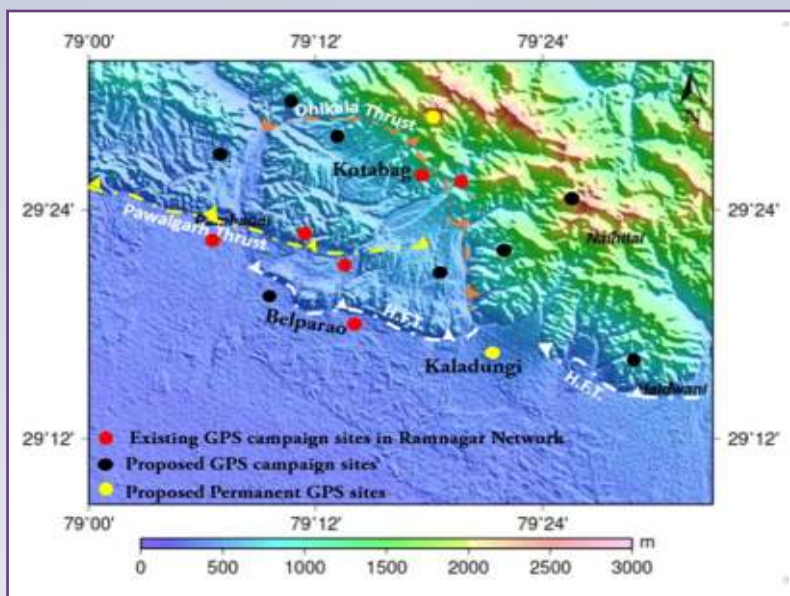 79°00' 79°12' 79°24'
N
Dhikala Thrust
Kotabag
29°24' 29°24'
Pawalgarh Thrust
Nainital
Belparao
H.F.T.
Kaladungi
H.F.T.
Haldwani
29°12' 29°12'
Existing GPS campaign sites in Ramnagar Network
Proposed GPS campaign sites
Proposed Permanent GPS sites
79°00' 79°12' 79°24'
m
0 500 1000 1500 2000 2500 3000